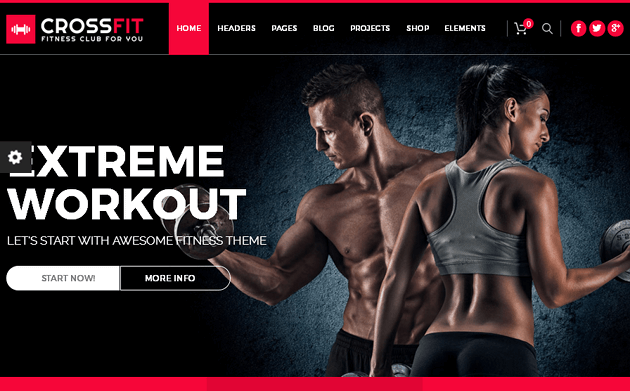 CROSSFIT
FITNESS CLUB FOR YOU
HOME HEADERS PAGES BLOG PROJECTS SHOP ELEMENTS 0 f g+
EXTREME
WORKOUT
LET'S START WITH AWESOME FITNESS THEME
START NOW! MORE INFO